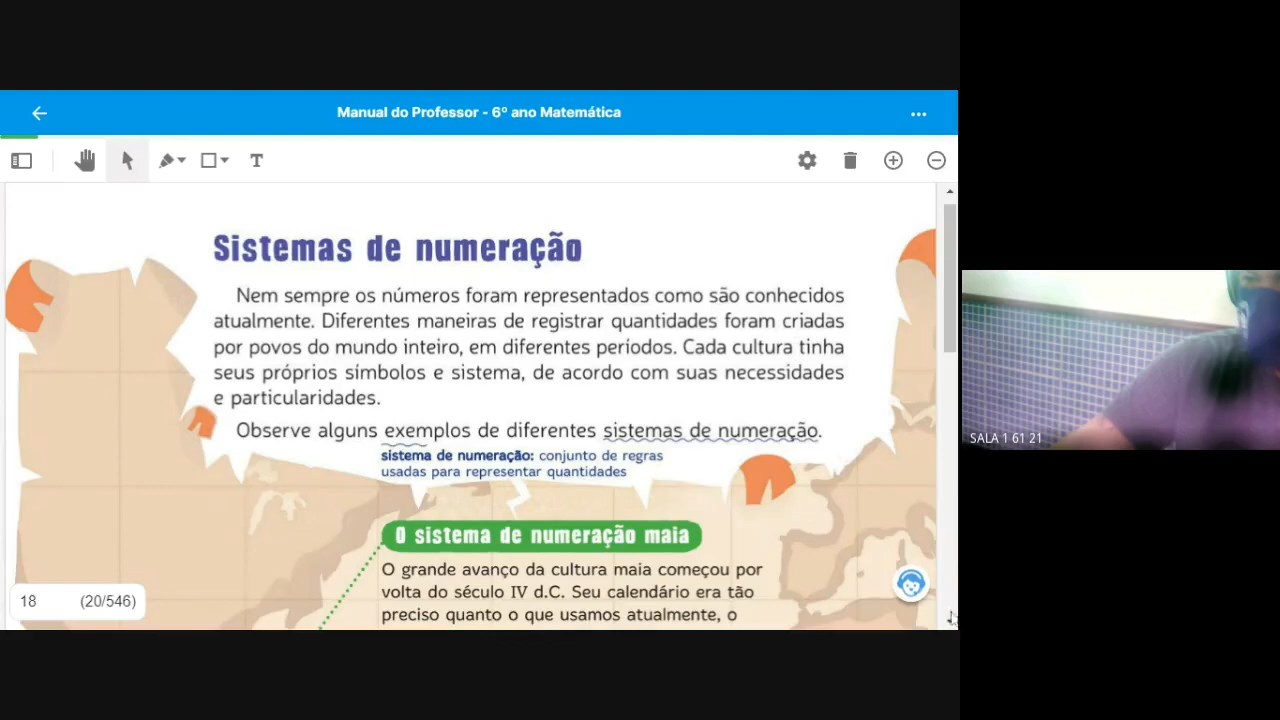 Manual do Professor - 6º ano Matemática
T
Sistemas de numeração
Nem sempre os números foram representados como são conhecidos
atualmente. Diferentes maneiras de registrar quantidades foram criadas
por povos do mundo inteiro, em diferentes períodos. Cada cultura tinha
seus próprios símbolos e sistema, de acordo com suas necessidades
e particularidades.
Observe alguns exemplos de diferentes sistemas de numeração.
sistema de numeração: conjunto de regras
usadas para representar quantidades
O sistema de numeração maia
O grande avanço da cultura maia começou por
volta do século IV d.C. Seu calendário era tão
preciso quanto o que usamos atualmente, o
18 (20/546)
SALA 1 61 21